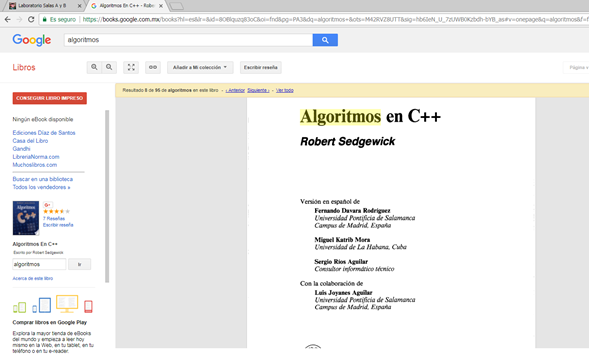 Laboratorio Salas A y B
Algoritmos En C++ - Rob
Es seguro
https://books.google.com.mx/books?hl=es&lr=&id=
Google
algoritmos
Libros
Añadir a Mi colección
Escribir reseña
Página
CONSEGUIR LIBRO IMPRESO
Resultado 8 de 95 de algoritmos en este libro - ‹ Anterior Siguiente › - Ver todo
Ningún eBook disponible
Ediciones Díaz de Santos
Casa del Libro
Gandhi
LibreriaNorma.com
Muchoslibros.com
Buscar en una biblioteca
Todos los vendedores »
G+
7 Reseñas
Escribir reseña
Algoritmos En C++
Escrito por Robert Sedgewick
algoritmos
Ir
Acerca de este libro
Comprar libros en Google Play
Explora la mayor tienda de eBooks
del mundo y empieza a leer hoy
mismo en la Web, en tu tablet, en tu
teléfono o en tu e-reader.
Algoritmos en C++
Robert Sedgewick
Versión en español de
Fernando Davara Rodríguez
Universidad Pontificia de Salamanca
Campus de Madrid, España
Miguel Katrib Mora
Universidad de La Habana, Cuba
Sergio Ríos Aguilar
Consultor informático técnico
Con la colaboración de
Luis Joyanes Aguilar
Universidad Pontificia de Salamanca
Campus de Madrid, España